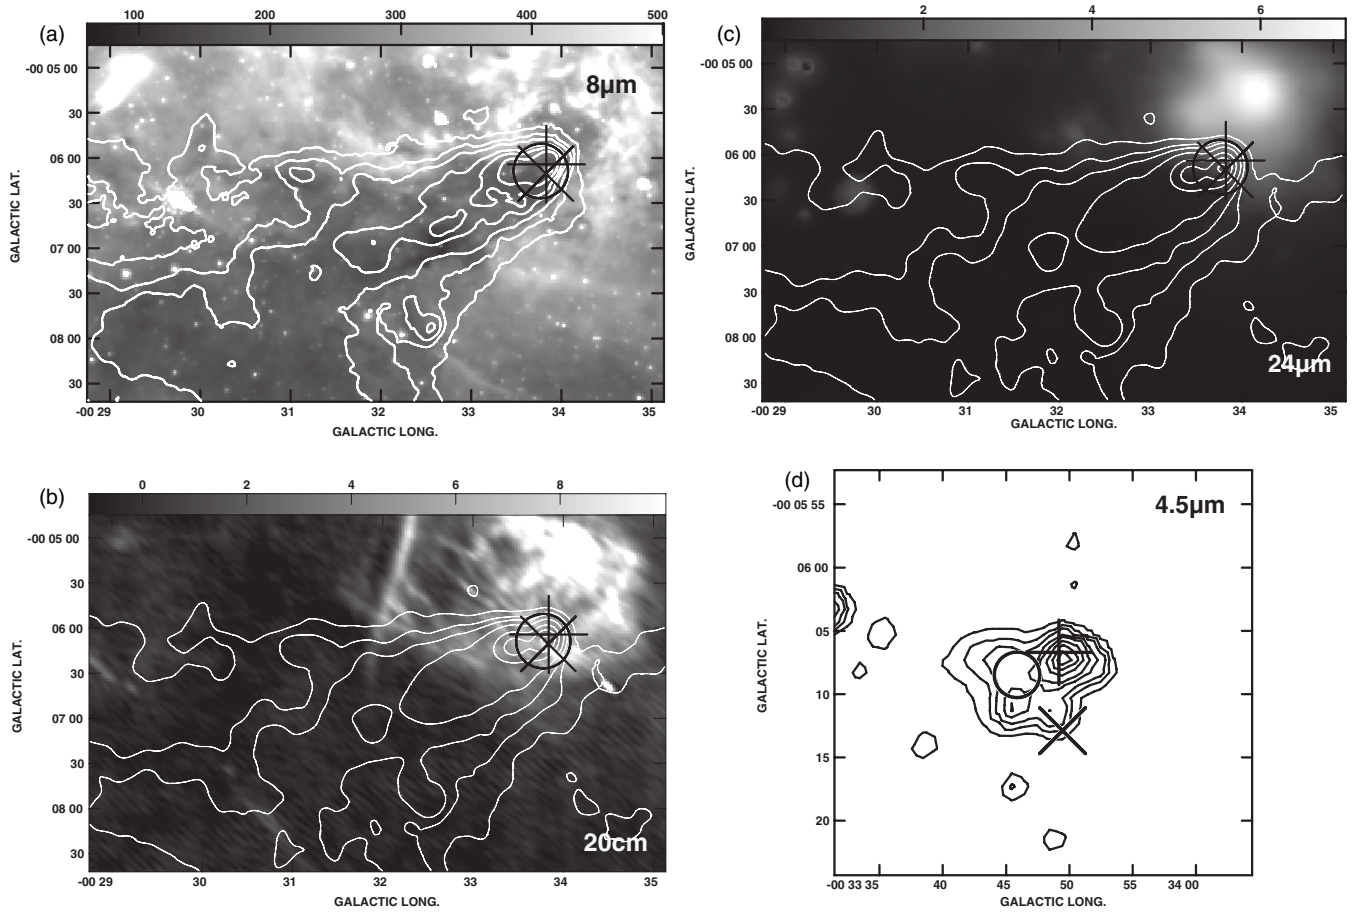 (a)
100 200 300 400 500
8μm
-00 05 00
30
06 00
30
07 00
30
08 00
30
GALACTIC LAT.
-00 29 30 31 32 33 34 35
GALACTIC LONG.
(c)
2 4 6
-00 05 00
30
06 00
30
07 00
30
08 00
30
GALACTIC LAT.
24μm
-00 29 30 31 32 33 34 35
GALACTIC LONG.
(b)
0 2 4 6 8
-00 05 00
30
06 00
30
07 00
30
08 00
30
GALACTIC LAT.
20cm
-00 29 30 31 32 33 34 35
GALACTIC LONG.
(d)
4.5μm
-00 05 55
06 00
05
10
15
20
GALACTIC LAT.
-00 33 35 40 45 50 55 34 00
GALACTIC LONG.